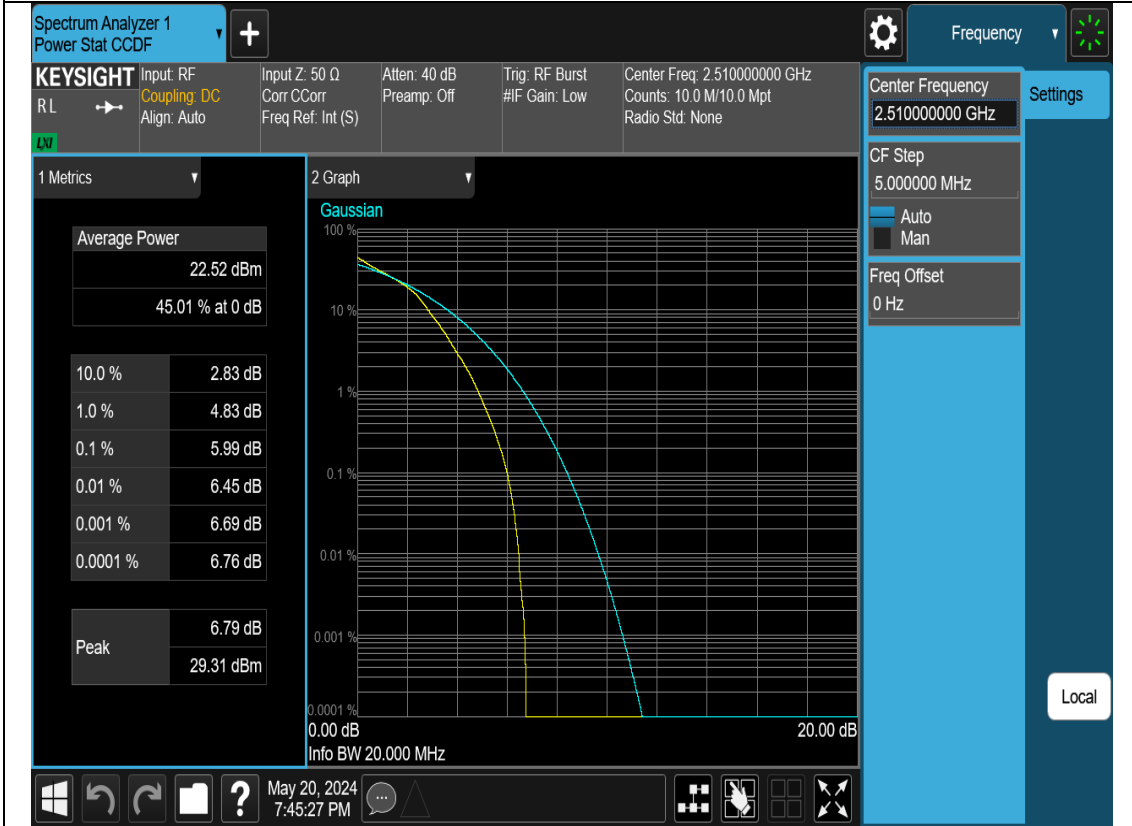 Spectrum Analyzer 1
Power Stat CCDF
Frequency
KEYSIGHT
RL
LXI
Input: RF
Coupling: DC
Align: Auto
Input Z: 50 Ω
Corr CCorr
Freq Ref: Int (S)
Atten: 40 dB
Preamp: Off
Trig: RF Burst
#IF Gain: Low
Center Freq: 2.510000000 GHz
Counts: 10.0 M/10.0 Mpt
Radio Std: None
Center Frequency
2.510000000 GHz
Settings
CF Step
5.000000 MHz
Auto
Man
Freq Offset
0 Hz
Local
1 Metrics
Average Power
22.52 dBm
45.01 % at 0 dB
10.0 % 2.83 dB
1.0 % 4.83 dB
0.1 % 5.99 dB
0.01 % 6.45 dB
0.001 % 6.69 dB
0.0001 % 6.76 dB
Peak
6.79 dB
29.31 dBm
2 Graph
Gaussian
100 %
10 %
1 %
0.1 %
0.01 %
0.001 %
0.0001 %
0.00 dB 20.00 dB
Info BW 20.000 MHz
?
May 20, 2024
7:45:27 PM